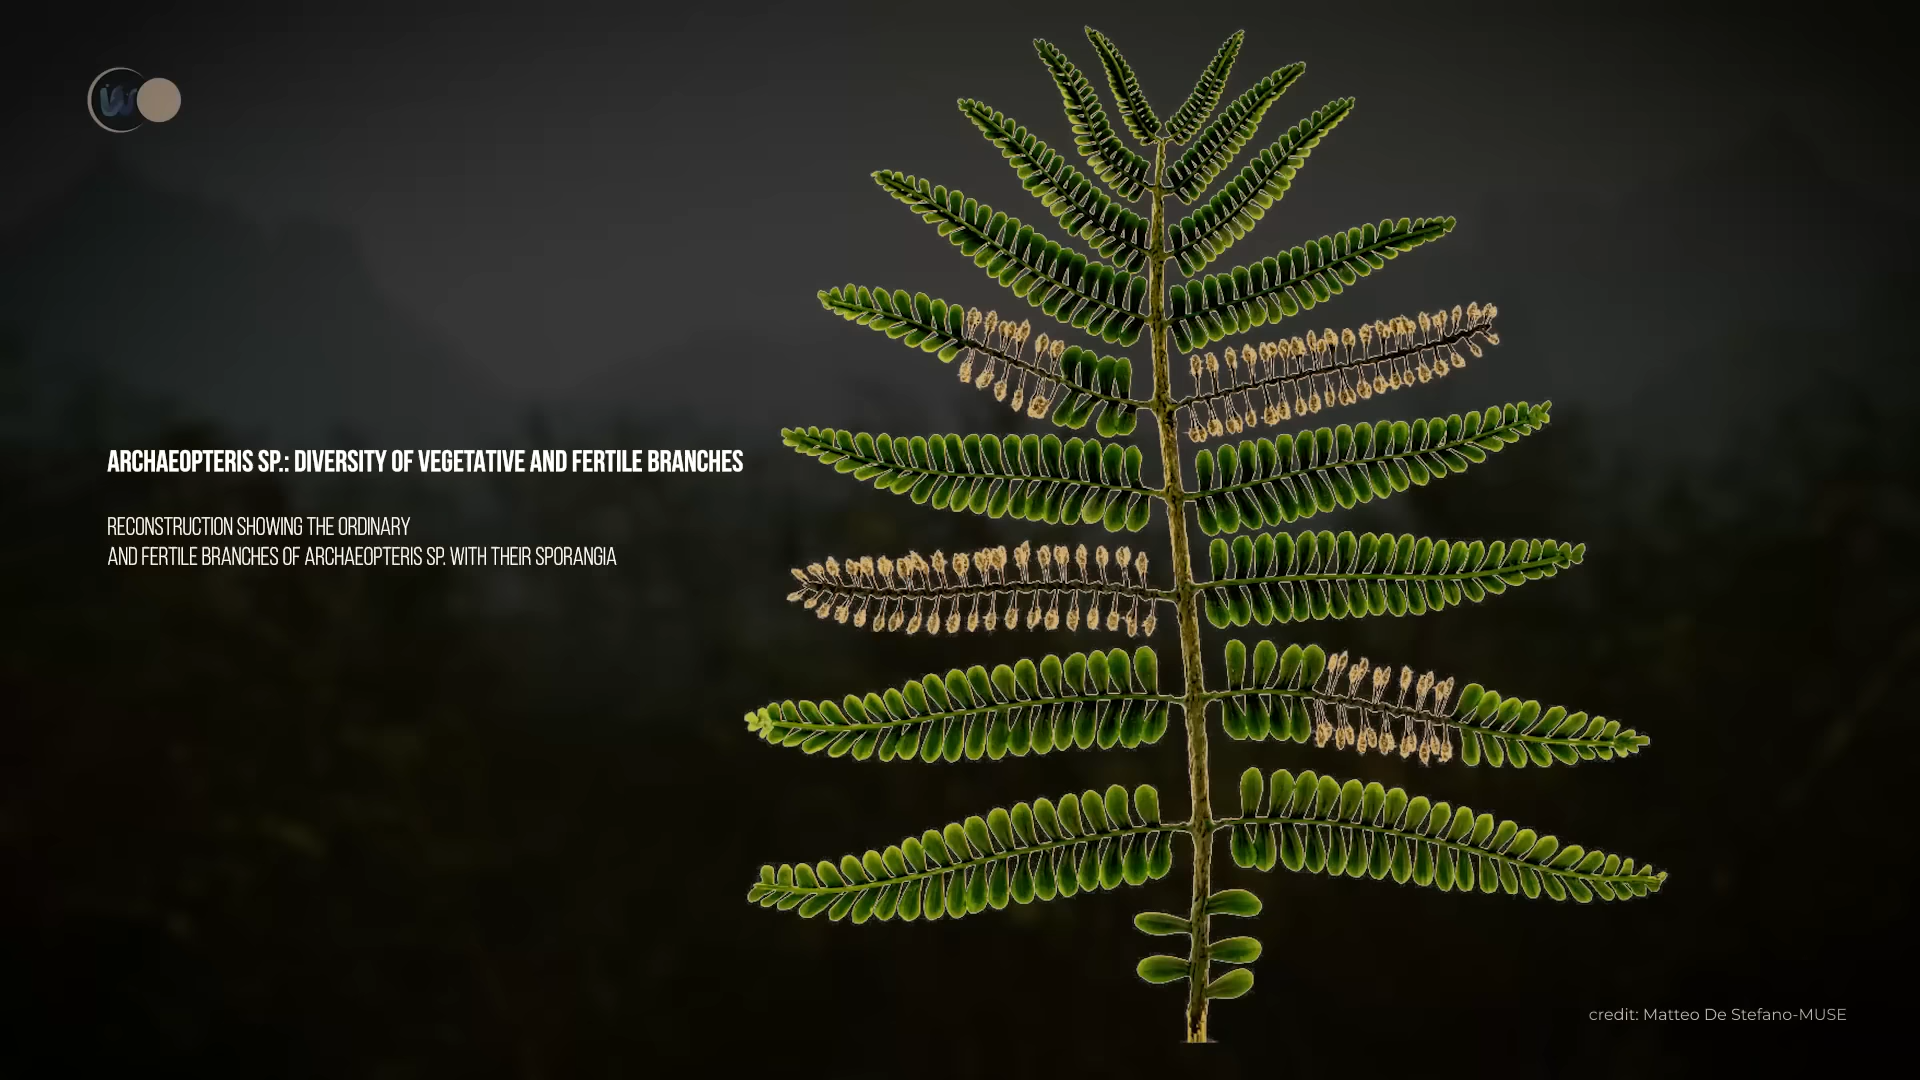 ARCHAEOPTERIS SP.: DIVERSITY OF VEGETATIVE AND FERTILE BRANCHES
RECONSTRUCTION SHOWING THE ORDINARY
AND FERTILE BRANCHES OF ARCHAEOPTERIS SP. WITH THEIR SPORANGIA
credit: Matteo De Stefano-MUSE